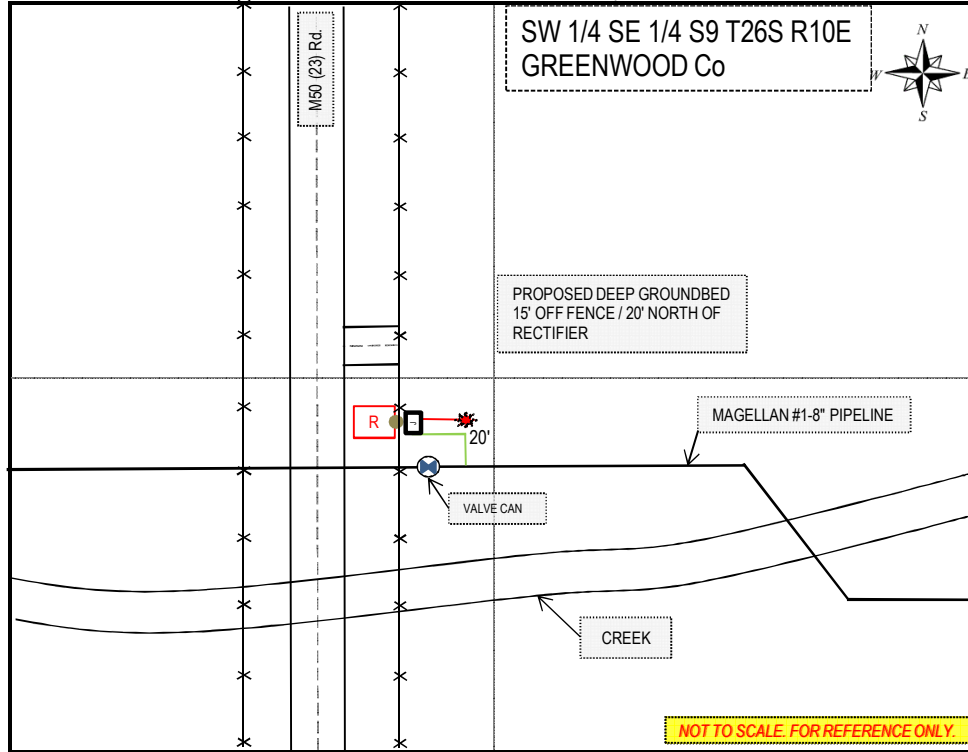 M50 (23) Rd.
SW 1/4 SE 1/4 S9 T26S R10E
GREENWOOD Co
N
W
E
S
PROPOSED DEEP GROUNDBED
15' OFF FENCE / 20' NORTH OF
RECTIFIER
MAGELLAN #1-8" PIPELINE
R
J
20'
VALVE CAN
CREEK
NOT TO SCALE. FOR REFERENCE ONLY.